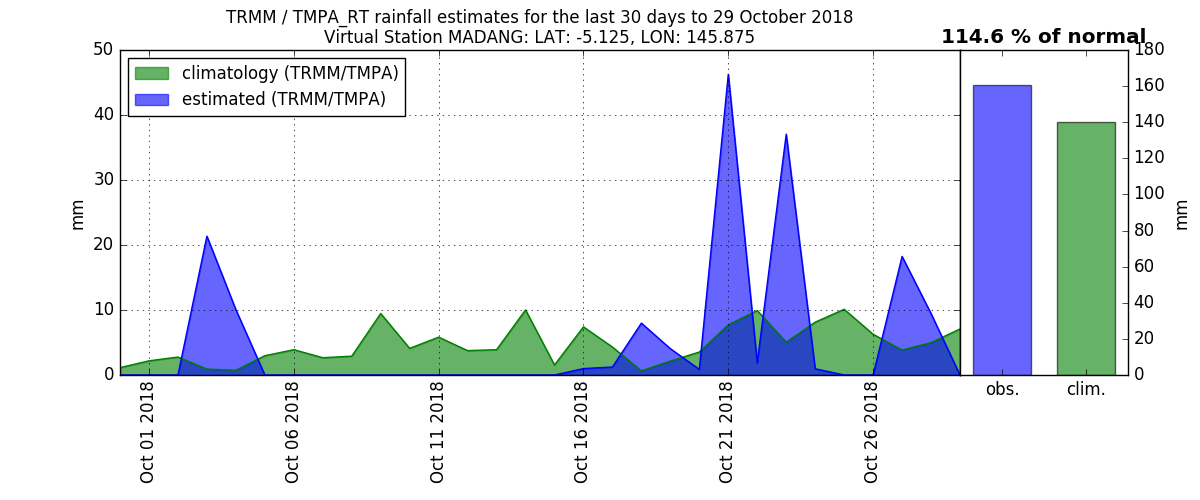 TRMM / TMPA_RT rainfall estimates for the last 30 days to 29 October 2018
Virtual Station MADANG: LAT: -5.125, LON: 145.875
114.6 % of normal
climatology (TRMM/TMPA)
estimated (TRMM/TMPA)
50
40
30
20
10
0
mm
Oct 01 2018
Oct 06 2018
Oct 11 2018
Oct 16 2018
Oct 21 2018
Oct 26 2018
obs.
clim.
180
160
140
120
100
80
60
40
20
0
mm